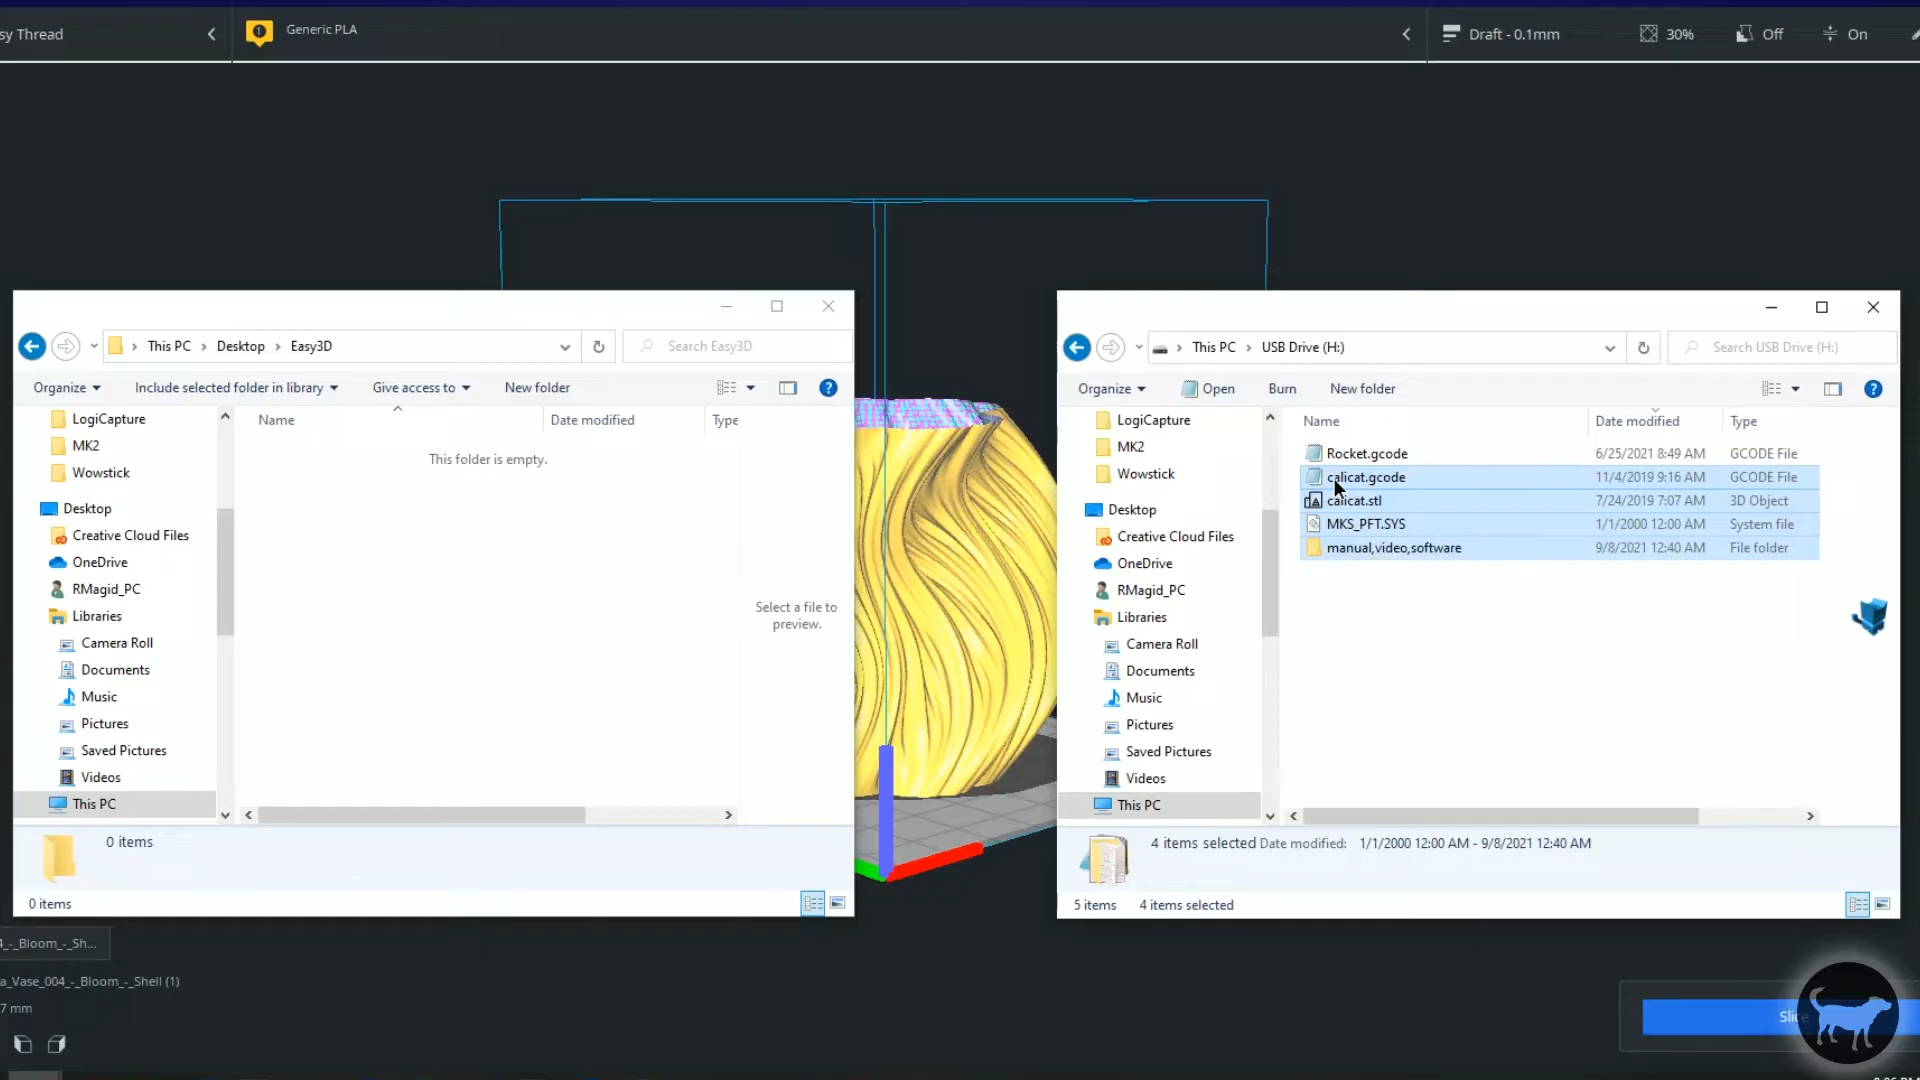 sy Thread
1
Generic PLA
Draft - 0.1mm
30%
Off
On
This PC
Desktop
Easy3D
Search Easy3D
Organize
Include selected folder in library
Give access to
New folder
LogiCapture
MK2
Wowstick
Desktop
Creative Cloud Files
OneDrive
RMagid_PC
Libraries
Camera Roll
Documents
Music
Pictures
Saved Pictures
Videos
This PC
Name
Date modified
Type
This folder is empty.
Select a file to
preview.
0 items
0 items
This PC
USB Drive (H:)
Search USB Drive (H:)
Organize
Open
Burn
New folder
LogiCapture
MK2
Wowstick
Desktop
Creative Cloud Files
OneDrive
RMagid_PC
Libraries
Camera Roll
Documents
Music
Pictures
Saved Pictures
Videos
This PC
Name
Date modified
Type
Rocket.gcode 6/25/2021 8:49 AM GCODE File
calicat.gcode 11/4/2019 9:16 AM GCODE File
calicat.stl 7/24/2019 7:07 AM 3D Object
MKS_PFT.SYS 1/1/2000 12:00 AM System file
manual,video,software 9/8/2021 12:40 AM File folder
4 items selected Date modified: 1/1/2000 12:00 AM - 9/8/2021 12:40 AM
5 items 4 items selected
4_-_Bloom_-_Sh...
a_Vase_004_-_Bloom_-_Shell (1)
7 mm
Slic